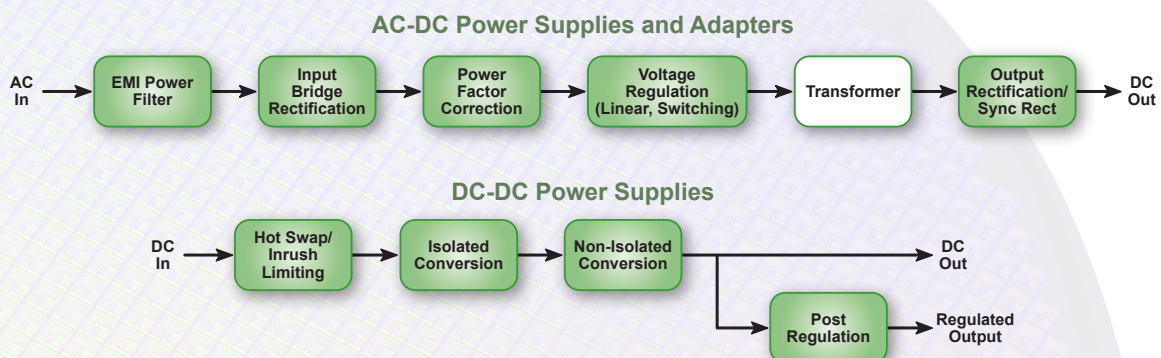 AC-DC Power Supplies and Adapters
AC
In
EMI Power
Filter
Input
Bridge
Rectification
Power
Factor
Correction
Voltage
Regulation
(Linear, Switching)
Transformer
Output
Rectification/
Sync Rect
DC
Out
DC-DC Power Supplies
DC
In
Hot Swap/
Inrush
Limiting
Isolated
Conversion
Non-Isolated
Conversion
DC
Out
Post
Regulation
Regulated
Output